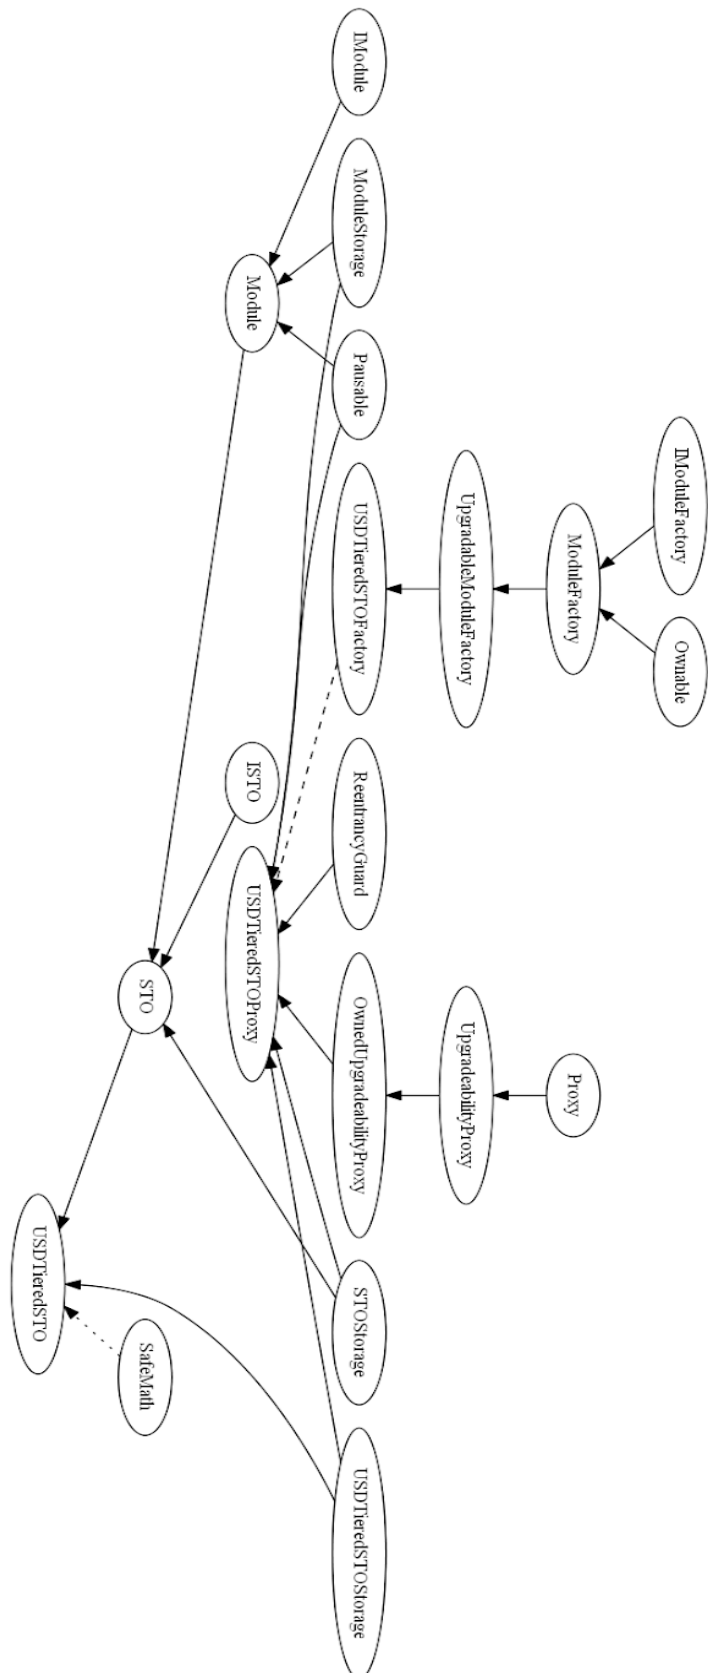 IModuleFactory
Ownable
ModuleFactory
Proxy
UpgradableModuleFactory
UpgradeabilityProxy
IModule
ModuleStorage
Pausable
USDTieredSTOFactory
ReentrancyGuard
OwnedUpgradeabilityProxy
STOStorage
USDTieredSTOStorage
Module
ISTO
USDTieredSTOProxy
STO
SafeMath
USDTieredSTO